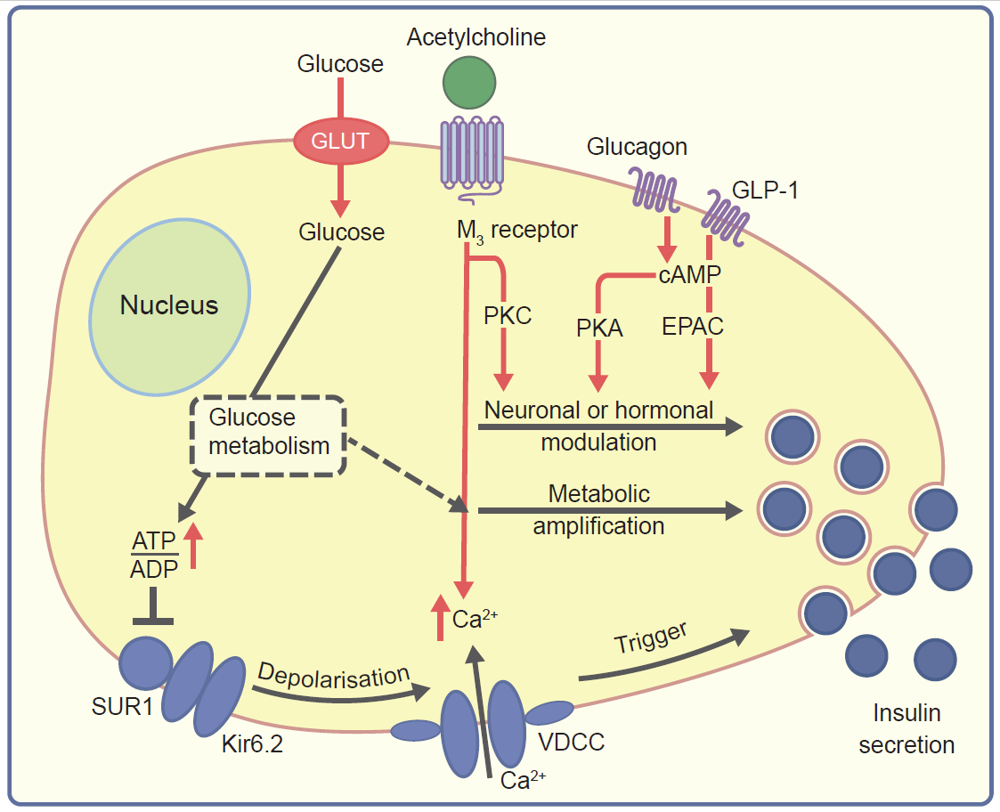 Acetylcholine
Glucose
GLUT
Glucagon
GLP-1
Glucose
M₃ receptor
cAMP
Nucleus
PKC
PKA
EPAC
Glucose
metabolism
Neuronal or hormonal
modulation
Metabolic
amplification
ATP
ADP
Ca²⁺
Trigger
Depolarisation
SUR1
Kir6.2
VDCC
Ca²⁺
Insulin
secretion